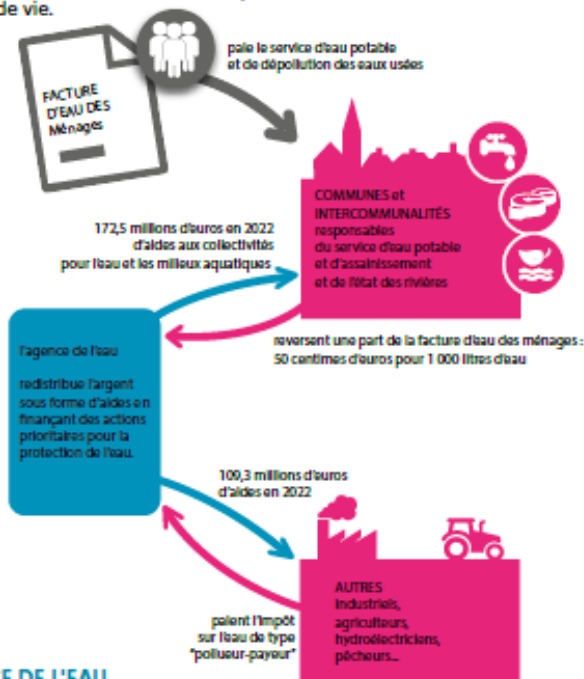 de vie.
FACTURE
D'EAU DES
Ménages
paie le service d'eau potable
et de dépollution des eaux usées
COMMUNES et
INTERCOMMUNALITÉS
responsables
du service d'eau potable
et d'assainissement
et de l'état des rivières
172,5 millions d'euros en 2022
d'aides aux collectivités
pour l'eau et les milieux aquatiques
reversent une part de la facture d'eau des ménages :
50 centimes d'euros pour 1 000 litres d'eau
l'agence de l'eau
redistribue l'argent
sous forme d'aides en
finançant des actions
prioritaires pour la
protection de l'eau.
109,3 millions d'euros
d'aides en 2022
AUTRES
industriels,
agriculteurs,
hydroélectriciens,
pêcheurs...
paient l'impôt
sur l'eau de type
"pollueur-payeur"
CE DE L'EAU